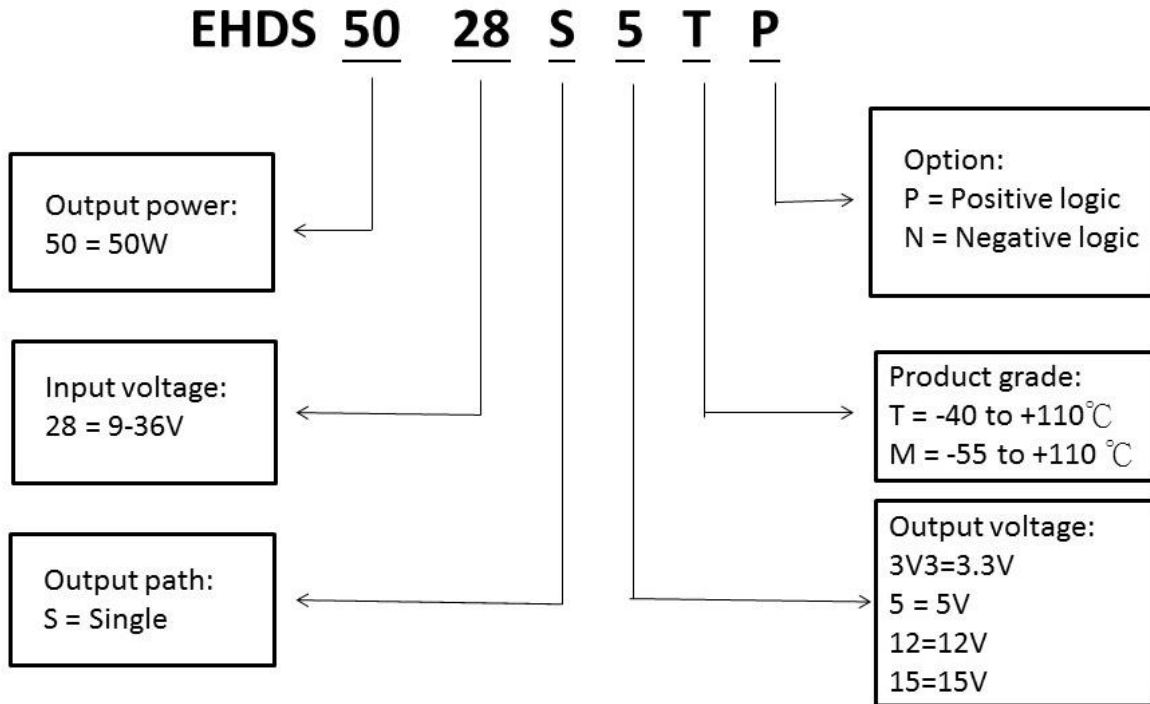 EHDS 50 28 S 5 T P
Output power:
50 = 50W
Input voltage:
28 = 9-36V
Output path:
S = Single
Option:
P = Positive logic
N = Negative logic
Product grade:
T = -40 to +110℃
M = -55 to +110 ℃
Output voltage:
3V3=3.3V
5 = 5V
12=12V
15=15V